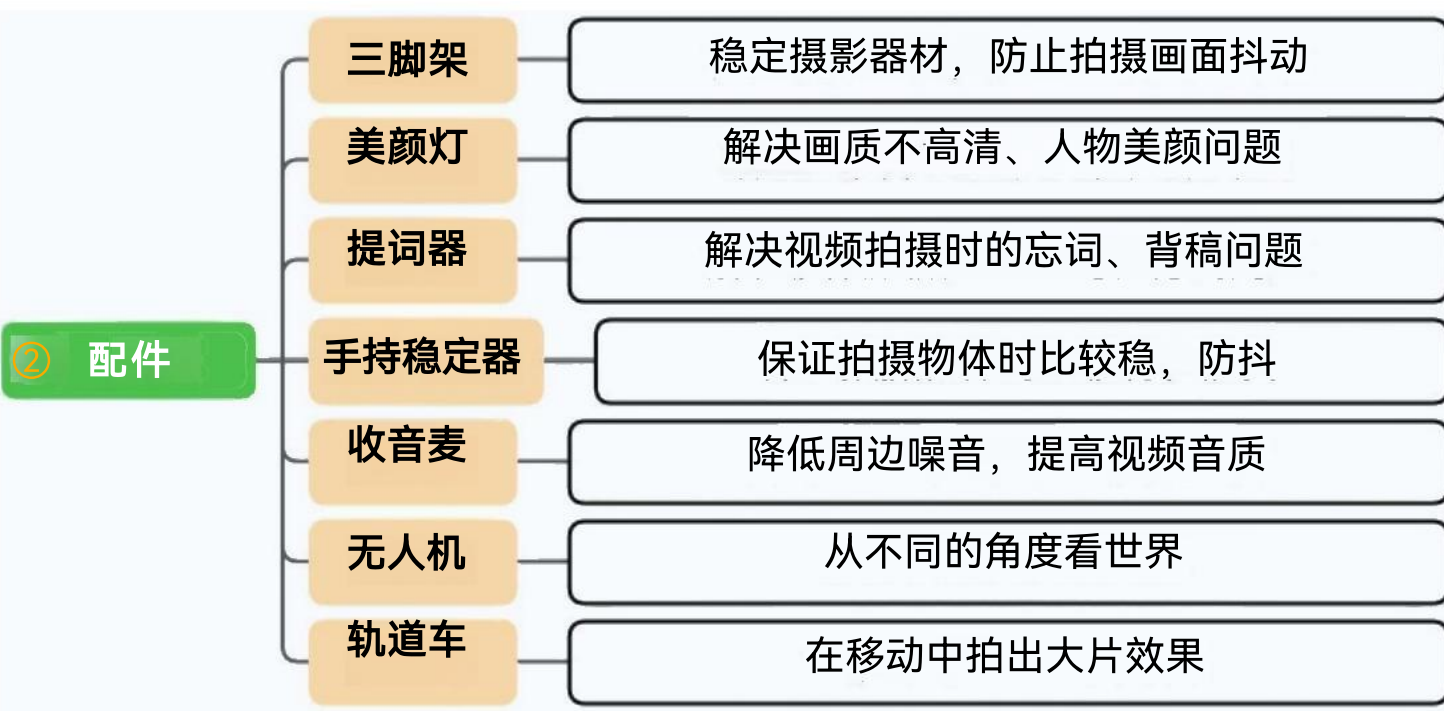 三脚架
稳定摄影器材，防止拍摄画面抖动
美颜灯
解决画质不高清、人物美颜问题
提词器
解决视频拍摄时的忘词、背稿问题
② 配件
手持稳定器
保证拍摄物体时比较稳，防抖
收音麦
降低周边噪音，提高视频音质
无人机
从不同的角度看世界
轨道车
在移动中拍出大片效果